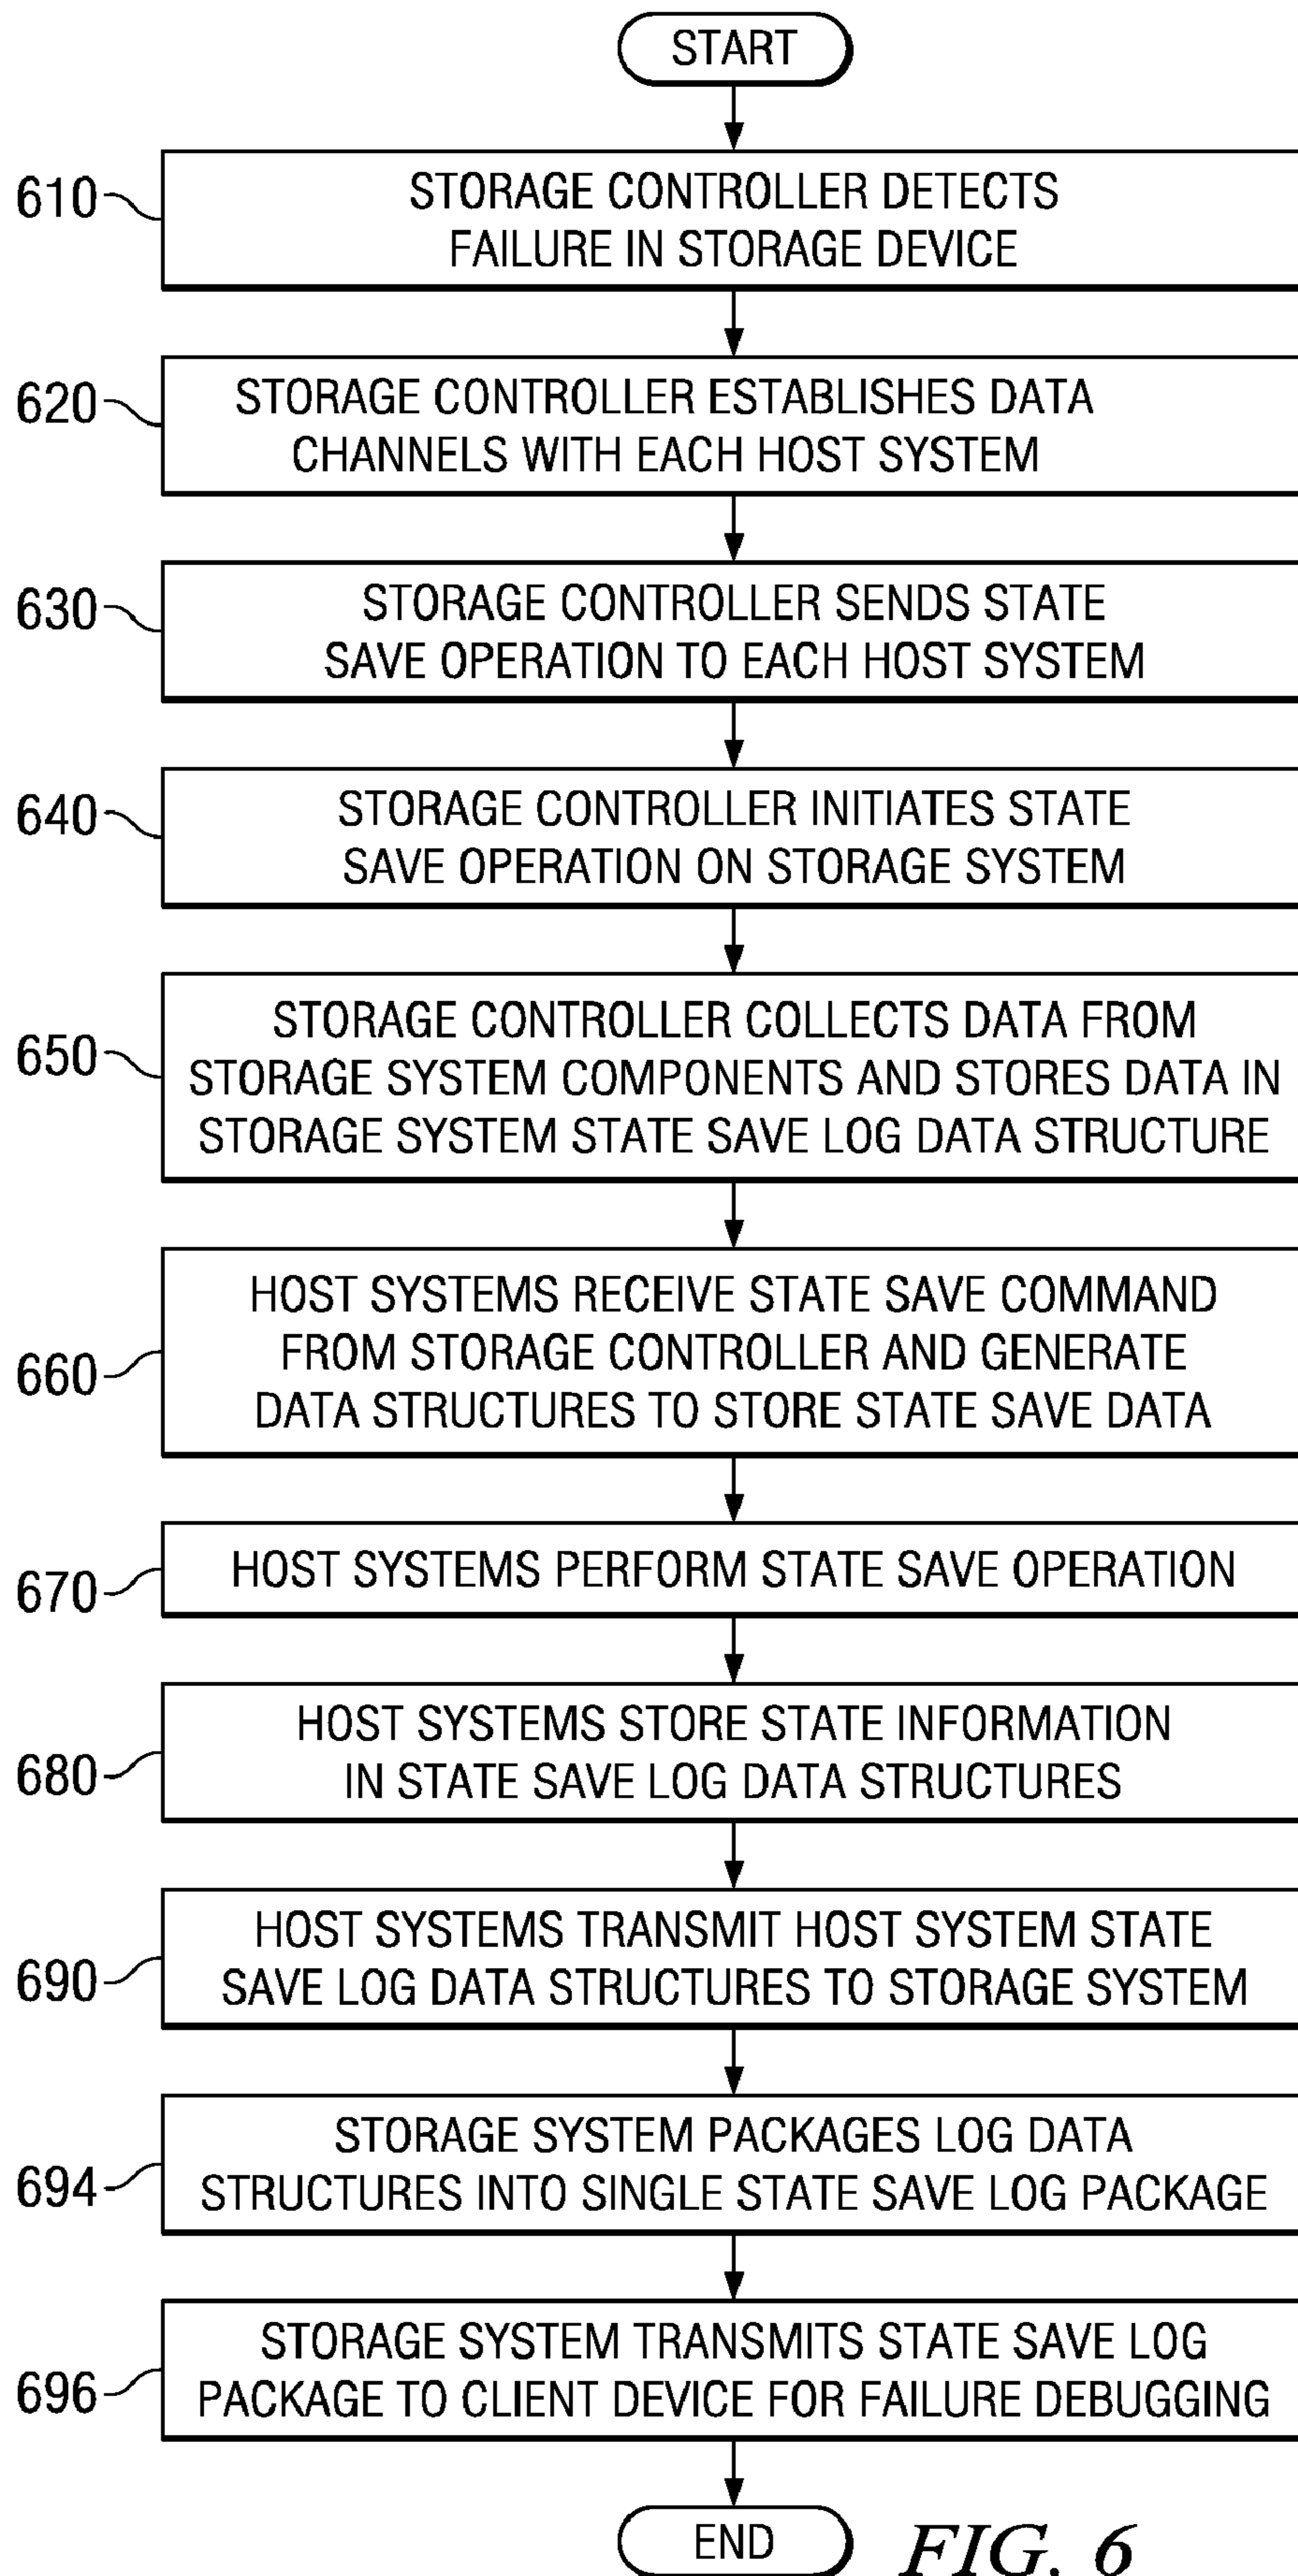 START
610
STORAGE CONTROLLER DETECTS
FAILURE IN STORAGE DEVICE
620
STORAGE CONTROLLER ESTABLISHES DATA
CHANNELS WITH EACH HOST SYSTEM
630
STORAGE CONTROLLER SENDS STATE
SAVE OPERATION TO EACH HOST SYSTEM
640
STORAGE CONTROLLER INITIATES STATE
SAVE OPERATION ON STORAGE SYSTEM
650
STORAGE CONTROLLER COLLECTS DATA FROM
STORAGE SYSTEM COMPONENTS AND STORES DATA IN
STORAGE SYSTEM STATE SAVE LOG DATA STRUCTURE
660
HOST SYSTEMS RECEIVE STATE SAVE COMMAND
FROM STORAGE CONTROLLER AND GENERATE
DATA STRUCTURES TO STORE STATE SAVE DATA
670
HOST SYSTEMS PERFORM STATE SAVE OPERATION
680
HOST SYSTEMS STORE STATE INFORMATION
IN STATE SAVE LOG DATA STRUCTURES
690
HOST SYSTEMS TRANSMIT HOST SYSTEM STATE
SAVE LOG DATA STRUCTURES TO STORAGE SYSTEM
694
STORAGE SYSTEM PACKAGES LOG DATA
STRUCTURES INTO SINGLE STATE SAVE LOG PACKAGE
696
STORAGE SYSTEM TRANSMITS STATE SAVE LOG
PACKAGE TO CLIENT DEVICE FOR FAILURE DEBUGGING
END
FIG. 6